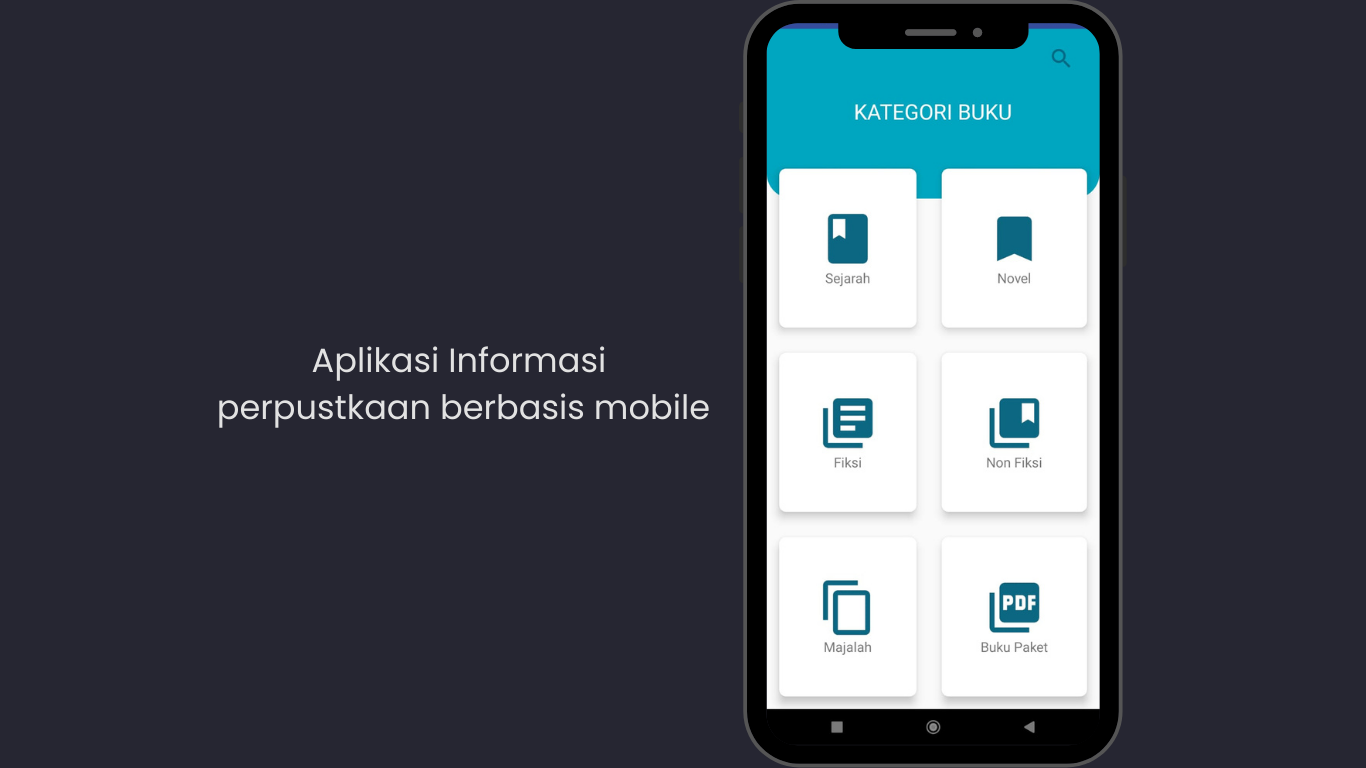 Aplikasi Informasi
perpustkaan berbasis mobile
KATEGORI BUKU
Sejarah
Novel
Fiksi
Non Fiksi
Majalah
PDF
Buku Paket